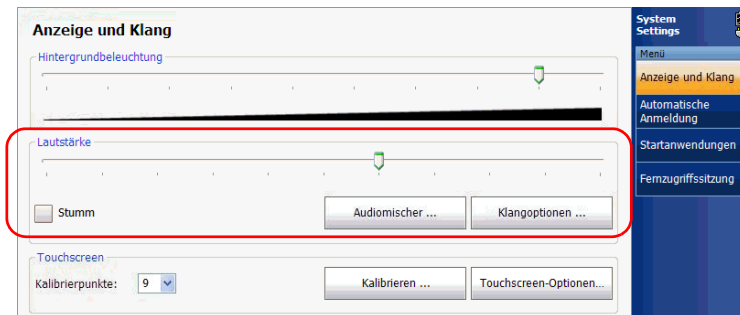 Anzeige und Klang
Hintergrundbeleuchtung
Lautstärke
Stumm
Audiomischer ...
Klangoptionen ...
Touchscreen
Kalibrierpunkte:
9
Kalibrieren ...
Touchscreen-Optionen...
System
Settings
Menü
Anzeige und Klang
Automatische
Anmeldung
Startanwendungen
Fernzugriffssitzung